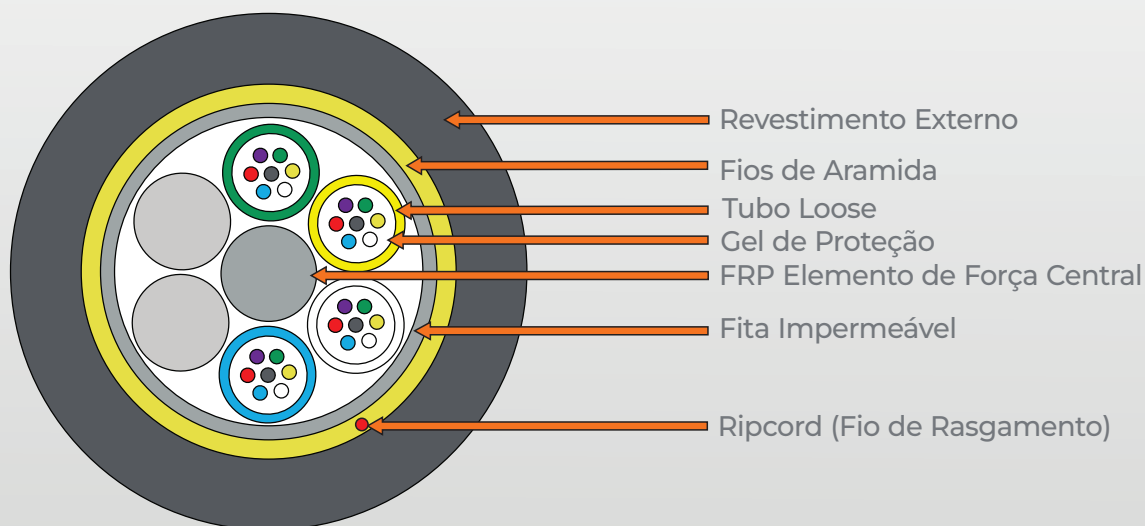 Revestimento Externo
Fios de Aramida
Tubo Loose
Gel de Proteção
FRP Elemento de Força Central
Fita Impermeável
Ripcord (Fio de Rasgamento)